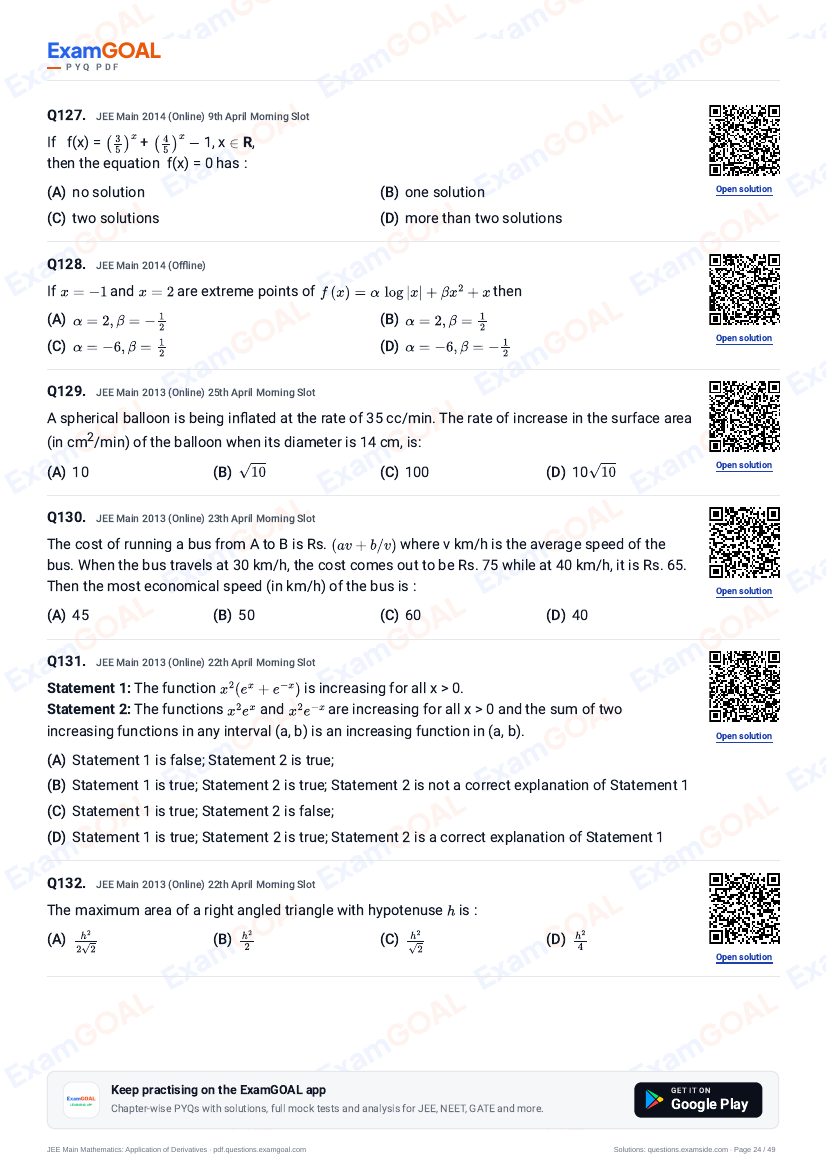 ExamGOAL
PYQ PDF
Q127. JEE Main 2014 (Online) 9th April Morning Slot
If f(x) = (3/5)^x + (4/5)^x − 1, x ∈ R,
then the equation f(x) = 0 has :
(A) no solution
(B) one solution
(C) two solutions
(D) more than two solutions
Open solution
Q128. JEE Main 2014 (Offline)
If x = −1 and x = 2 are extreme points of f (x) = α log|x| + βx² + x then
(A) α = 2, β = −1/2
(B) α = 2, β = 1/2
(C) α = −6, β = 1/2
(D) α = −6, β = −1/2
Open solution
Q129. JEE Main 2013 (Online) 25th April Morning Slot
A spherical balloon is being inflated at the rate of 35 cc/min. The rate of increase in the surface area
(in cm²/min) of the balloon when its diameter is 14 cm, is:
(A) 10
(B) √10
(C) 100
(D) 10√10
Open solution
Q130. JEE Main 2013 (Online) 23th April Morning Slot
The cost of running a bus from A to B is Rs. (av + b/v) where v km/h is the average speed of the
bus. When the bus travels at 30 km/h, the cost comes out to be Rs. 75 while at 40 km/h, it is Rs. 65.
Then the most economical speed (in km/h) of the bus is :
(A) 45
(B) 50
(C) 60
(D) 40
Open solution
Q131. JEE Main 2013 (Online) 22th April Morning Slot
Statement 1: The function x²(e^x + e^−x) is increasing for all x > 0.
Statement 2: The functions x²e^x and x²e^−x are increasing for all x > 0 and the sum of two
increasing functions in any interval (a, b) is an increasing function in (a, b).
(A) Statement 1 is false; Statement 2 is true;
(B) Statement 1 is true; Statement 2 is true; Statement 2 is not a correct explanation of Statement 1
(C) Statement 1 is true; Statement 2 is false;
(D) Statement 1 is true; Statement 2 is true; Statement 2 is a correct explanation of Statement 1
Open solution
Q132. JEE Main 2013 (Online) 22th April Morning Slot
The maximum area of a right angled triangle with hypotenuse h is :
(A) h²/2√2
(B) h²/2
(C) h²/√2
(D) h²/4
Open solution
Keep practising on the ExamGOAL app
Chapter-wise PYQs with solutions, full mock tests and analysis for JEE, NEET, GATE and more.
GET IT ON
Google Play
JEE Main Mathematics: Application of Derivatives · pdf.questions.examgoal.com
Solutions: questions.examside.com · Page 24 / 49